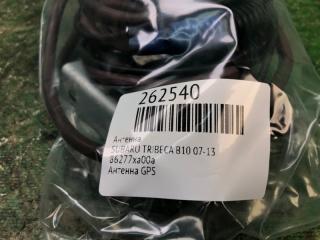 262540
Антенна
SUBARU TRIBECA B10 07-13
86277xa00a
Антенна GPS